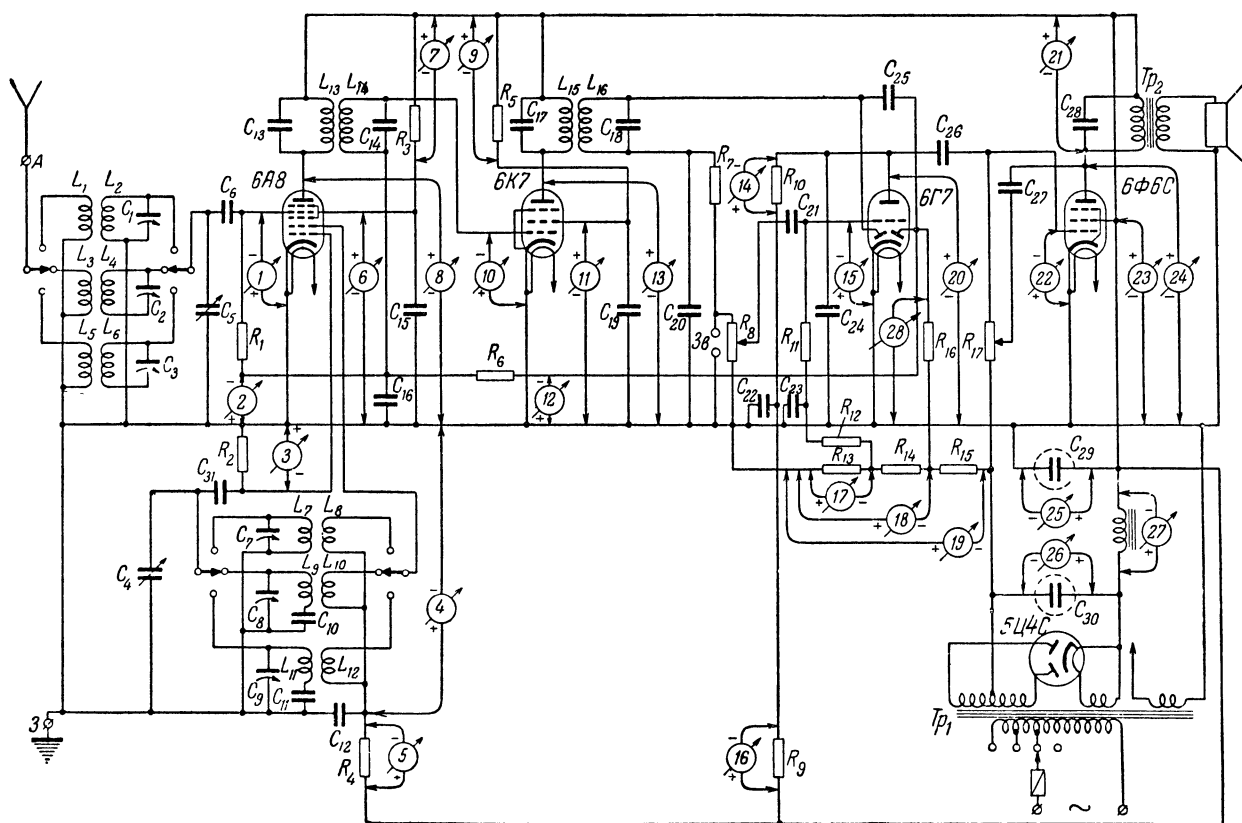 L₁₃ L₁₄ + 7 − + 9 − L₁₅ L₁₆ C₂₅ + 21 − Тр₂
C₁₃ C₁₄ R₃ R₅ C₁₇ C₁₈ C₂₆ C₂₈
A 6А8 6К7 R₇ − 14 + R₁₀ 6Г7 6Ф6С
L₁ L₂ C₁ C₆ C₂₁ C₂₇
L₃ L₄ C₂ − 1 + + 6 − + 8 − − 10 + + 11 − + 13 − − 15 + + 20 − − 22 + + 23 − + 24 −
L₅ L₆ C₃ C₅ R₁ C₁₅ C₁₉ C₂₀ Зв R₈ R₁₁ C₂₄ 28 R₁₆ R₁₇
− 2 + C₁₆ R₆ − 12 + C₂₂ C₂₃
R₁₂
R₂ + 3 − R₁₃ R₁₄ R₁₅ C₂₉
C₃₁ + 17 − − 25 + − 27 +
L₇ L₈ + 18 −
C₇ + 19 − − 26 +
C₄ L₉ L₁₀ − 4 +
C₈ C₁₀ C₃₀
5Ц4С
L₁₁ L₁₂
C₉ C₁₁
З C₁₂ Тр₁
R₄ − 5 + − 16 + R₉
~